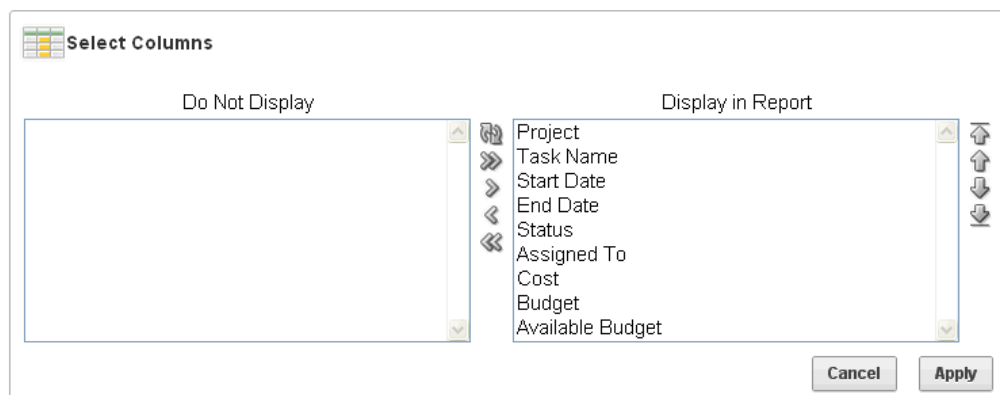 Select Columns
Do Not Display
Display in Report
Project
Task Name
Start Date
End Date
Status
Assigned To
Cost
Budget
Available Budget
Cancel
Apply